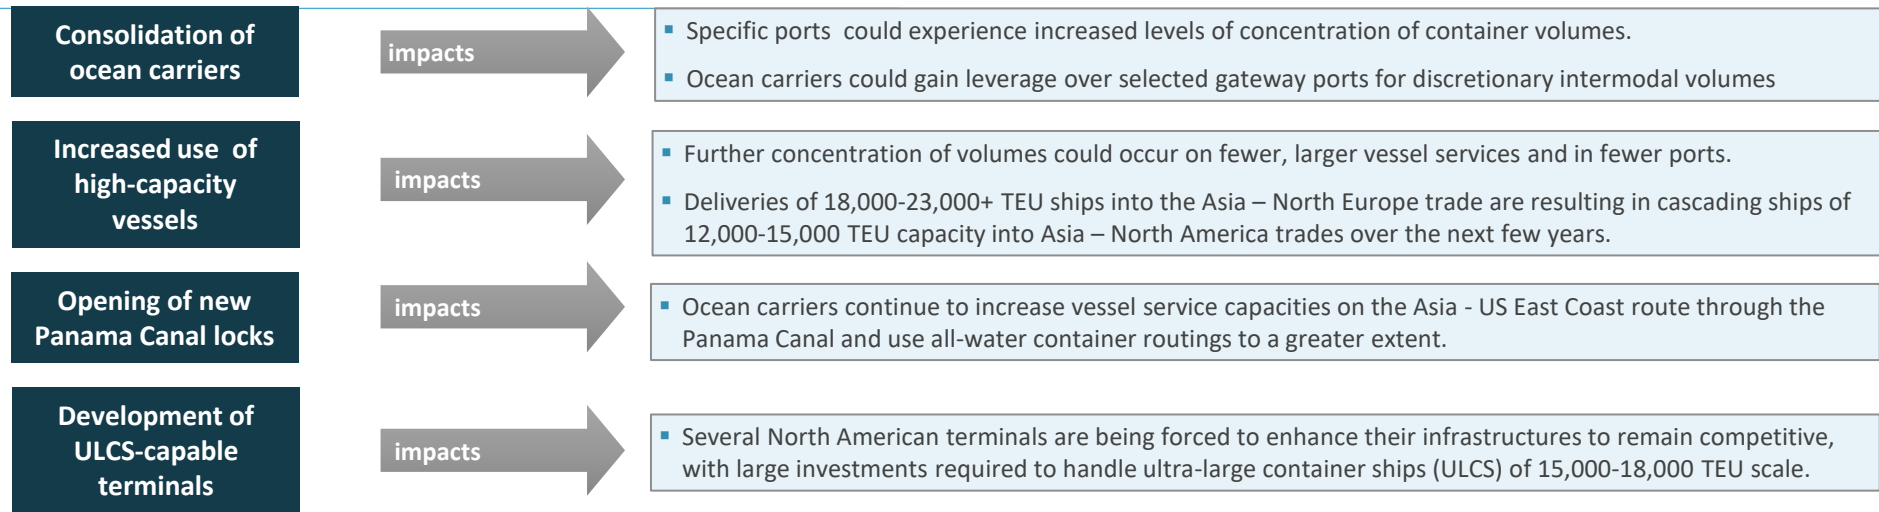 Consolidation of
ocean carriers
impacts
▪ Specific ports could experience increased levels of concentration of container volumes.
▪ Ocean carriers could gain leverage over selected gateway ports for discretionary intermodal volumes
Increased use of
high-capacity
vessels
impacts
▪ Further concentration of volumes could occur on fewer, larger vessel services and in fewer ports.
▪ Deliveries of 18,000-23,000+ TEU ships into the Asia – North Europe trade are resulting in cascading ships of
12,000-15,000 TEU capacity into Asia – North America trades over the next few years.
Opening of new
Panama Canal locks
impacts
▪ Ocean carriers continue to increase vessel service capacities on the Asia - US East Coast route through the
Panama Canal and use all-water container routings to a greater extent.
Development of
ULCS-capable
terminals
impacts
▪ Several North American terminals are being forced to enhance their infrastructures to remain competitive,
with large investments required to handle ultra-large container ships (ULCS) of 15,000-18,000 TEU scale.